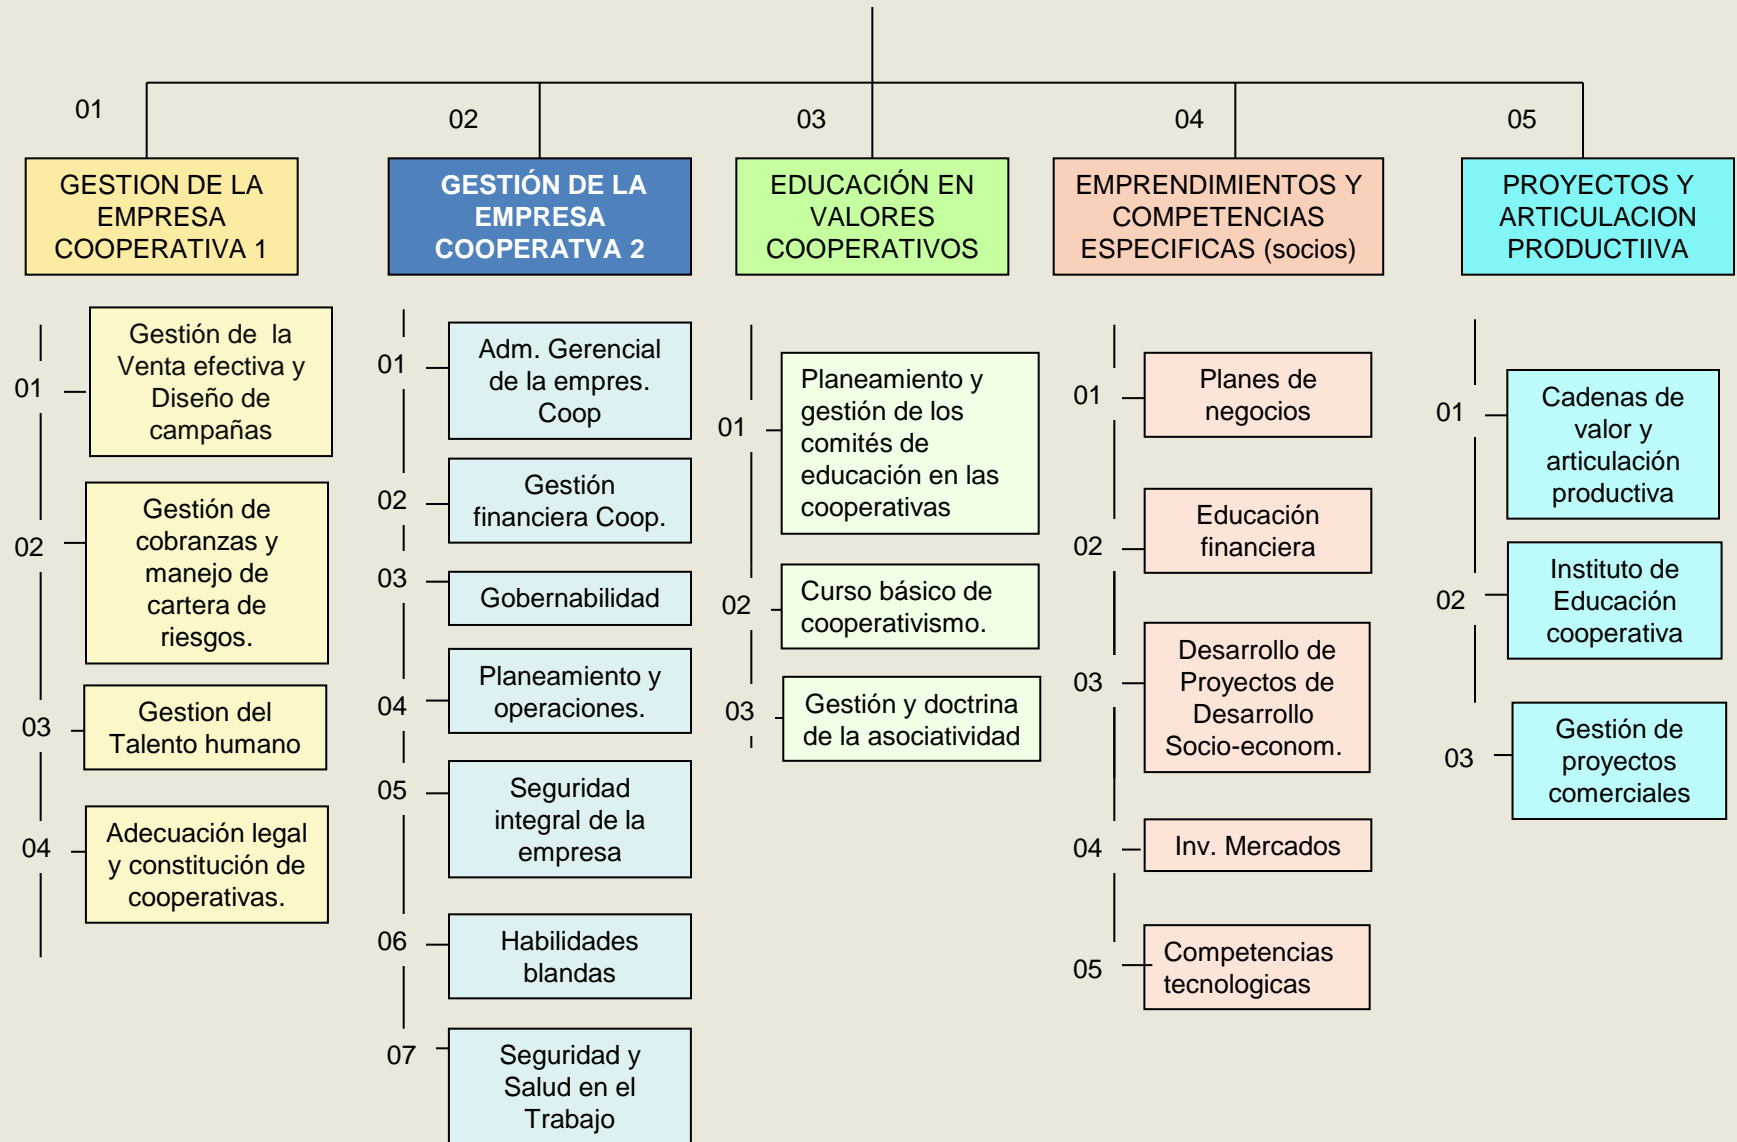 01
GESTION DE LA
EMPRESA
COOPERATIVA 1
01
Gestión de la
Venta efectiva y
Diseño de
campañas
02
Gestión de
cobranzas y
manejo de
cartera de
riesgos.
03
Gestion del
Talento humano
04
Adecuación legal
y constitución de
cooperativas.
02
GESTIÓN DE LA
EMPRESA
COOPERATVA 2
01
Adm. Gerencial
de la empres.
Coop
02
Gestión
financiera Coop.
03
Gobernabilidad
04
Planeamiento y
operaciones.
05
Seguridad
integral de la
empresa
06
Habilidades
blandas
07
Seguridad y
Salud en el
Trabajo
03
EDUCACIÓN EN
VALORES
COOPERATIVOS
01
Planeamiento y
gestión de los
comités de
educación en las
cooperativas
02
Curso básico de
cooperativismo.
03
Gestión y doctrina
de la asociatividad
04
EMPRENDIMIENTOS Y
COMPETENCIAS
ESPECIFICAS (socios)
01
Planes de
negocios
02
Educación
financiera
03
Desarrollo de
Proyectos de
Desarrollo
Socio-econom.
04
Inv. Mercados
05
Competencias
tecnologicas
05
PROYECTOS Y
ARTICULACION
PRODUCTIIVA
01
Cadenas de
valor y
articulación
productiva
02
Instituto de
Educación
cooperativa
03
Gestión de
proyectos
comerciales